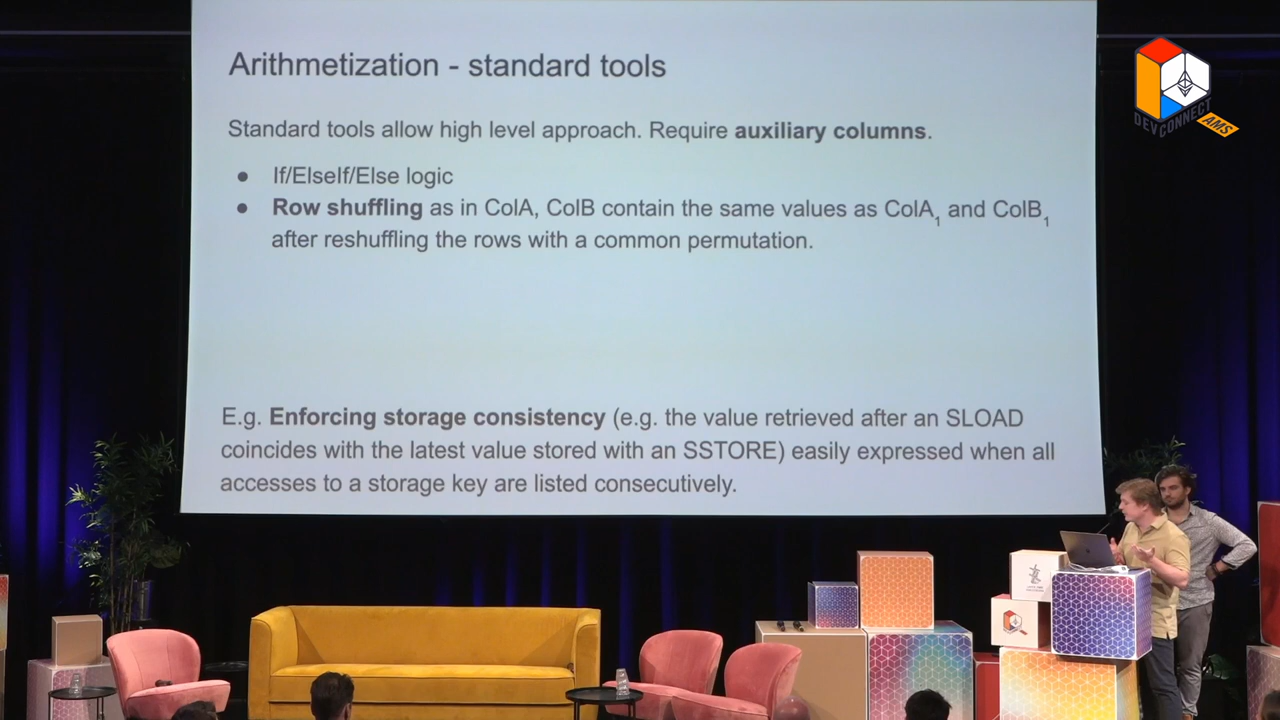 Arithmetization - standard tools
Standard tools allow high level approach. Require auxiliary columns.
● If/ElseIf/Else logic
● Row shuffling as in ColA, ColB contain the same values as ColA₁ and ColB₁
after reshuffling the rows with a common permutation.
E.g. Enforcing storage consistency (e.g. the value retrieved after an SLOAD
coincides with the latest value stored with an SSTORE) easily expressed when all
accesses to a storage key are listed consecutively.
DEVCONNECT
AMS